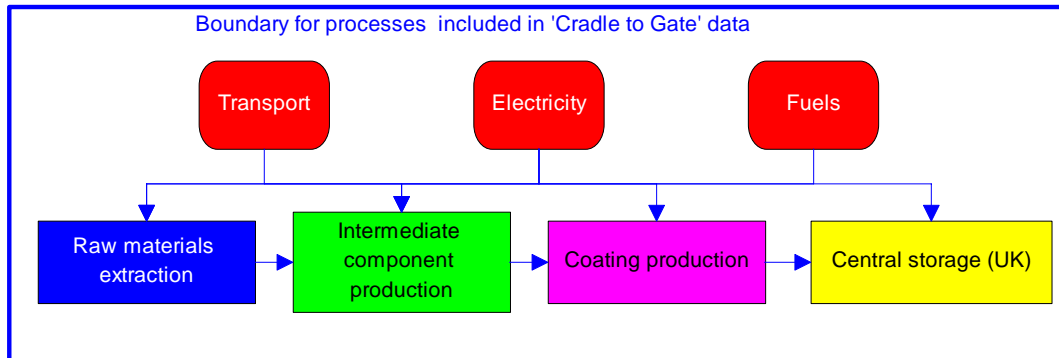 Boundary for processes included in 'Cradle to Gate' data
Transport
Electricity
Fuels
Raw materials
extraction
Intermediate
component
production
Coating production
Central storage (UK)